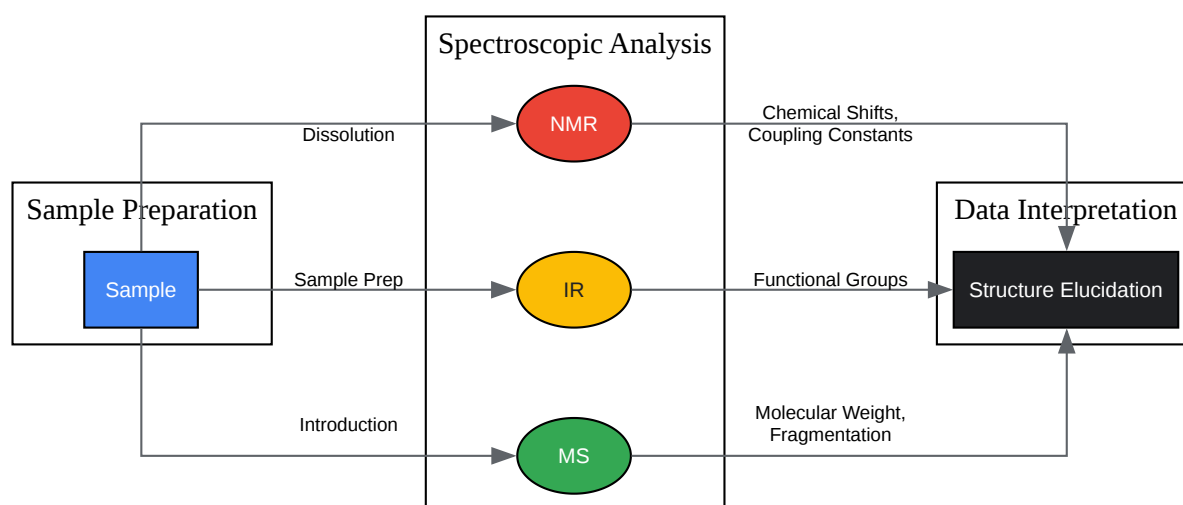 Spectroscopic Analysis
NMR
Dissolution
Chemical Shifts,
Coupling Constants
Sample Preparation
Data Interpretation
Sample
Sample Prep
IR
Functional Groups
Structure Elucidation
Introduction
MS
Molecular Weight,
Fragmentation